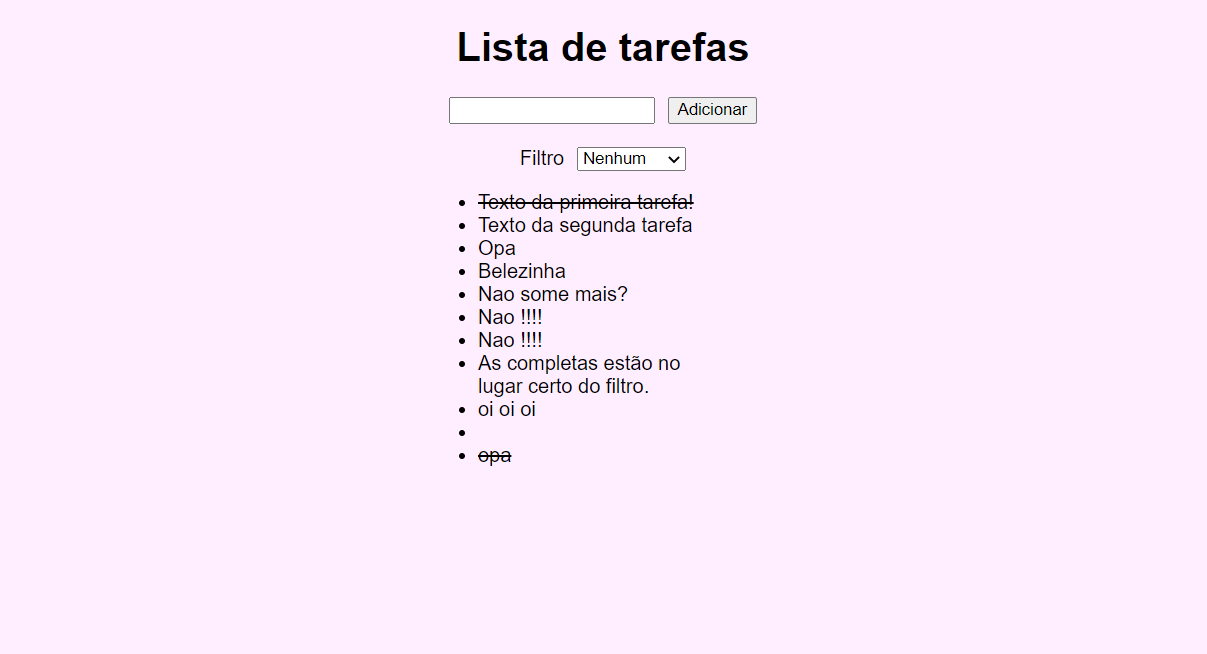 Lista de tarefas
Adicionar
Filtro Nenhum
Texto da primeira tarefa!
Texto da segunda tarefa
Opa
Belezinha
Nao some mais?
Nao !!!!
Nao !!!!
As completas estão no
lugar certo do filtro.
oi oi oi
opa